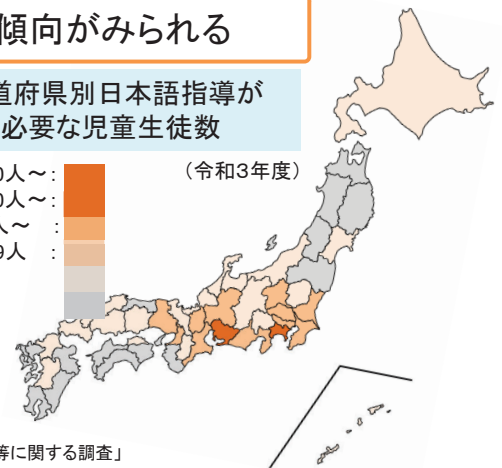 傾向がみられる
道府県別日本語指導が
必要な児童生徒数
(令和3年度)
0人～:
0人～:
人～ :
9人 :
等に関する調査」